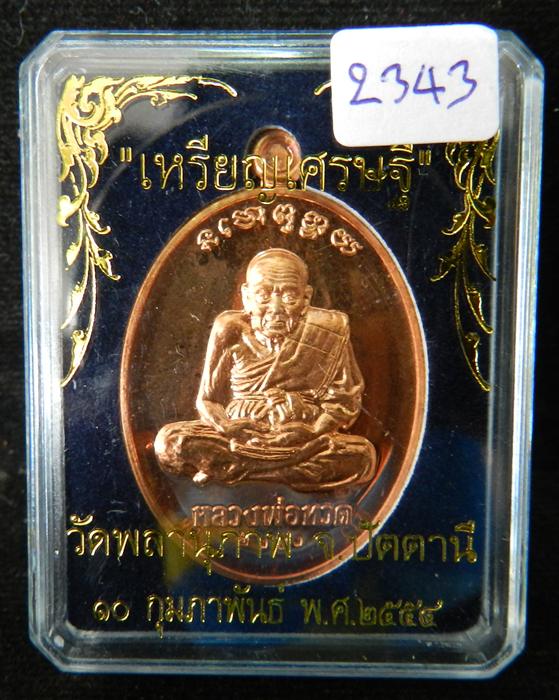 2343
"เหรียญเศรษฐี"
หลวงพ่อทวด
วัดพลานุภาพ จ.ปัตตานี
๑๐ กุมภาพันธ์ พ.ศ.๒๕๕๔